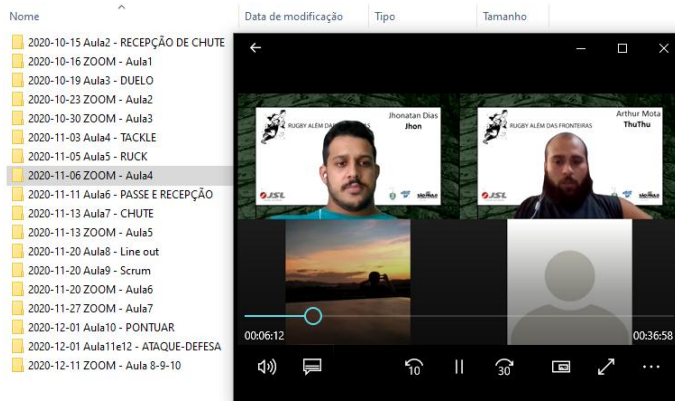 Nome
Data de modificação
Tipo
Tamanho
2020-10-15 Aula2 - RECEPÇÃO DE CHUTE
2020-10-16 ZOOM - Aula1
2020-10-19 Aula3 - DUELO
2020-10-23 ZOOM - Aula2
2020-10-30 ZOOM - Aula3
2020-11-03 Aula4 - TACKLE
2020-11-05 Aula5 - RUCK
2020-11-06 ZOOM - Aula4
2020-11-11 Aula6 - PASSE E RECEPÇÃO
2020-11-13 Aula7 - CHUTE
2020-11-13 ZOOM - Aula5
2020-11-20 Aula8 - Line out
2020-11-20 Aula9 - Scrum
2020-11-20 ZOOM - Aula6
2020-11-27 ZOOM - Aula7
2020-12-01 Aula10 - PONTUAR
2020-12-01 Aula11e12 - ATAQUE-DEFESA
2020-12-11 ZOOM - Aula 8-9-10
Jhonatan Dias
Jhon
RUGBY ALÉM DAS
JSL
Arthur Mota
ThuThu
RUGBY ALÉM DAS FRONTEIRAS
JSL
00:06:12
00:36:58
10
30